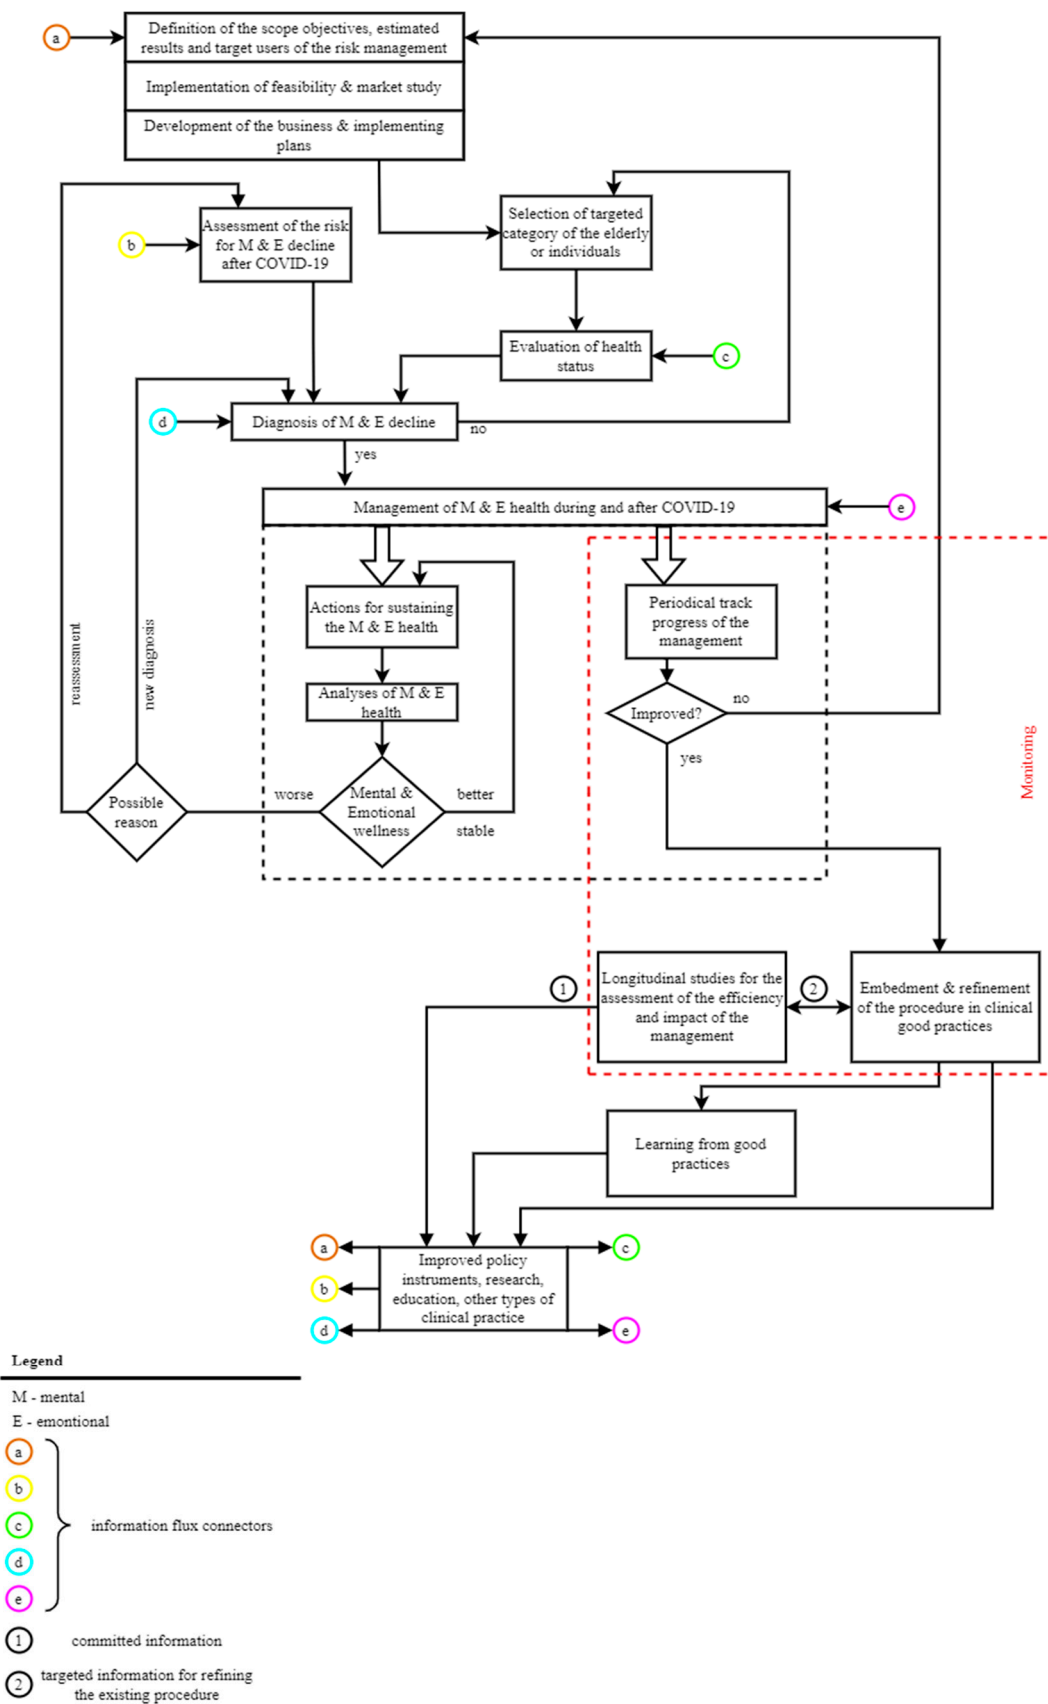 Definition of the scope objectives, estimated
results and target users of the risk management
a
Implementation of feasibility & market study
Development of the business & implementing
plans
Assessment of the risk
for M & E decline
after COVID-19
b
Selection of targeted
category of the elderly
or individuals
Evaluation of health
status
c
d
Diagnosis of M & E decline
no
yes
Management of M & E health during and after COVID-19
e
Actions for sustaining
the M & E health
Periodical track
progress of the
management
reassessment
new diagnosis
Analyses of M & E
health
Improved?
no
yes
Monitoring
Possible
reason
worse
Mental &
Emotional
wellness
better
stable
1
Longitudinal studies for the
assessment of the efficiency
and impact of the
management
2
Embedment & refinement
of the procedure in clinical
good practices
Learning from good
practices
a
b
d
Improved policy
instruments, research,
education, other types of
clinical practice
c
e
Legend
M - mental
E - emontional
a
b
c
d
e
information flux connectors
1 committed information
2 targeted information for refining
the existing procedure